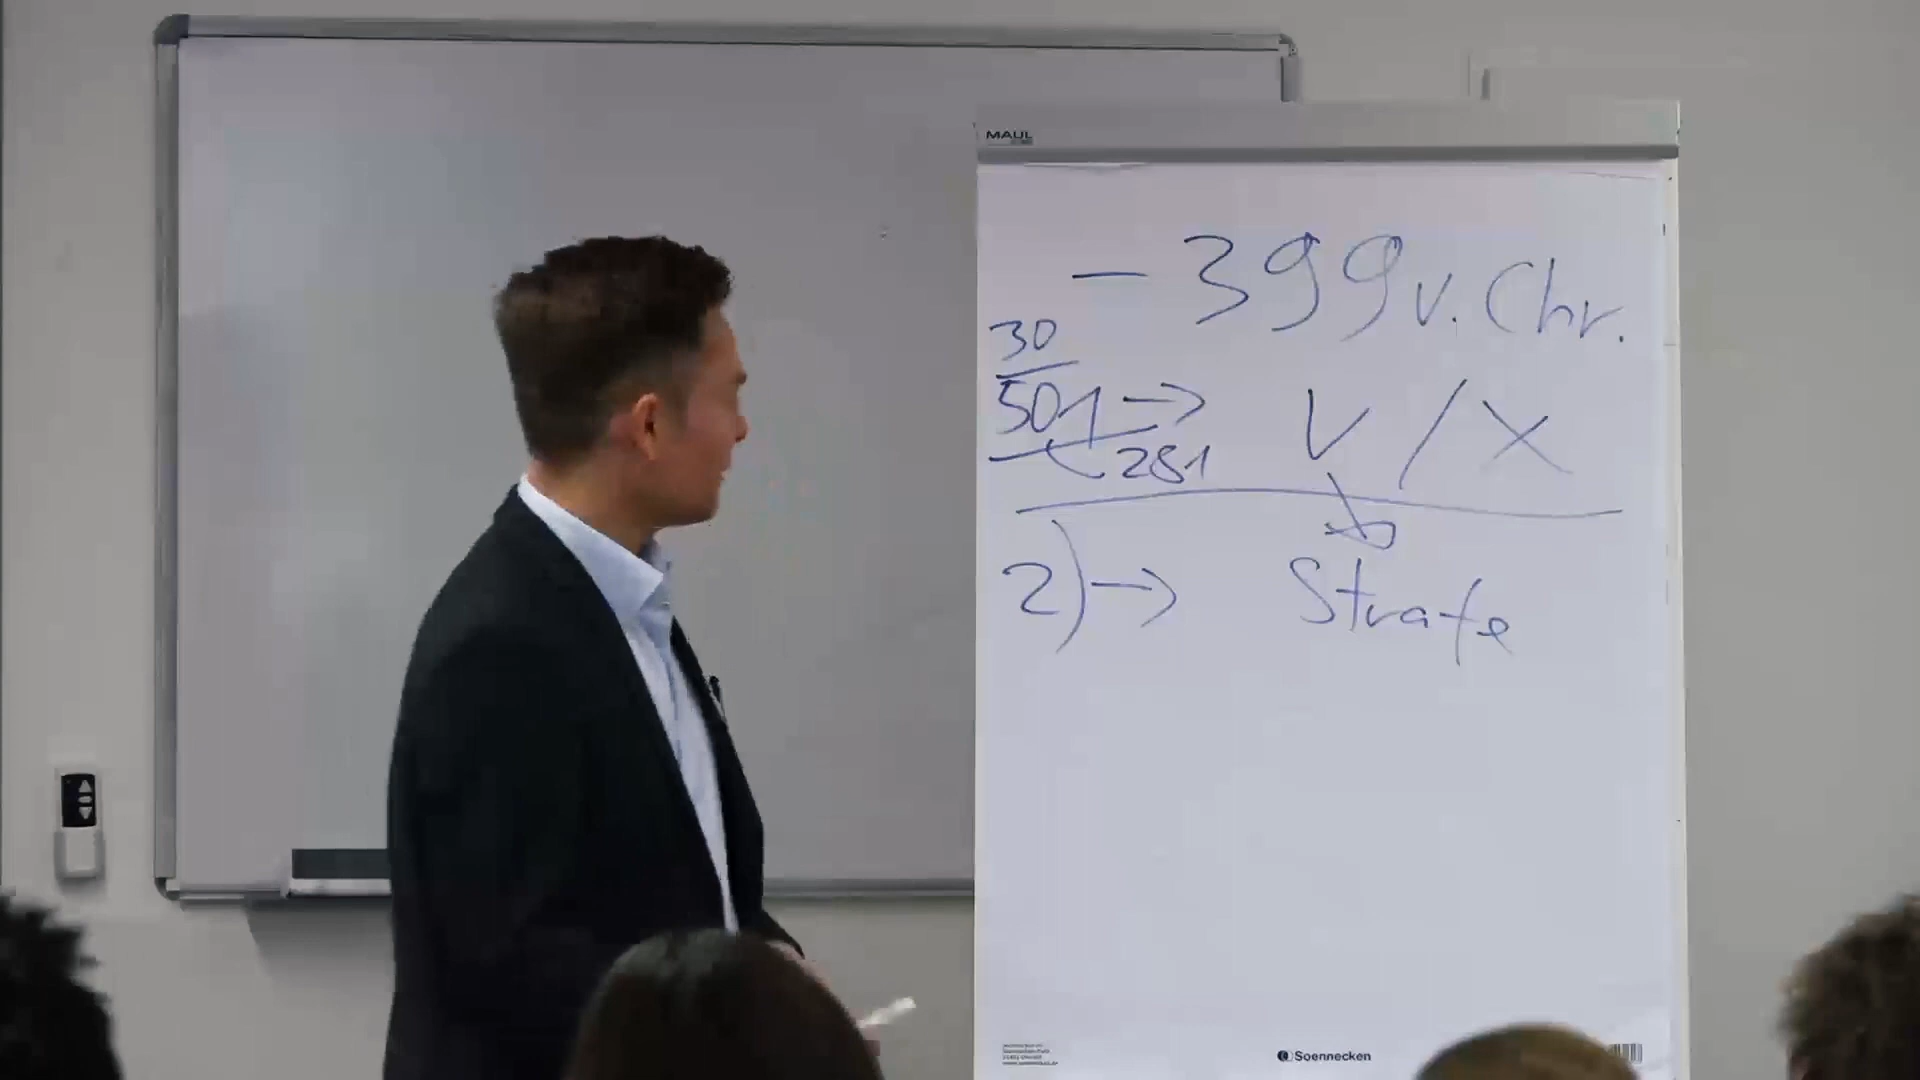 MAUL
- 399 v. Chr.
30
501 → V / X
281
2) → Strafe
Soennecken